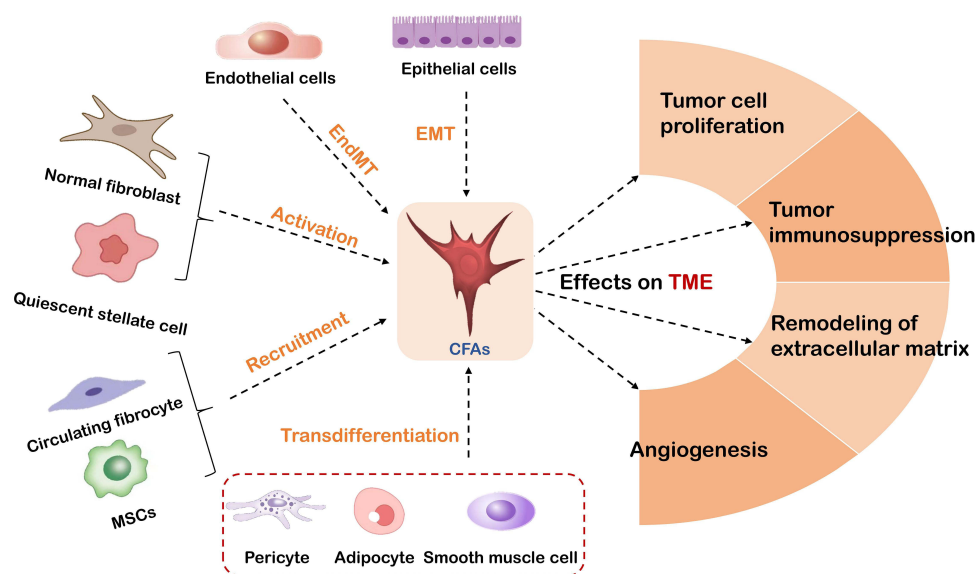 Endothelial cells
Epithelial cells
EndMT
EMT
Normal fibroblast
Activation
Quiescent stellate cell
Recruitment
Circulating fibrocyte
MSCs
CFAs
Transdifferentiation
Pericyte
Adipocyte
Smooth muscle cell
Effects on TME
Tumor cell
proliferation
Tumor
immunosuppression
Remodeling of
extracellular matrix
Angiogenesis